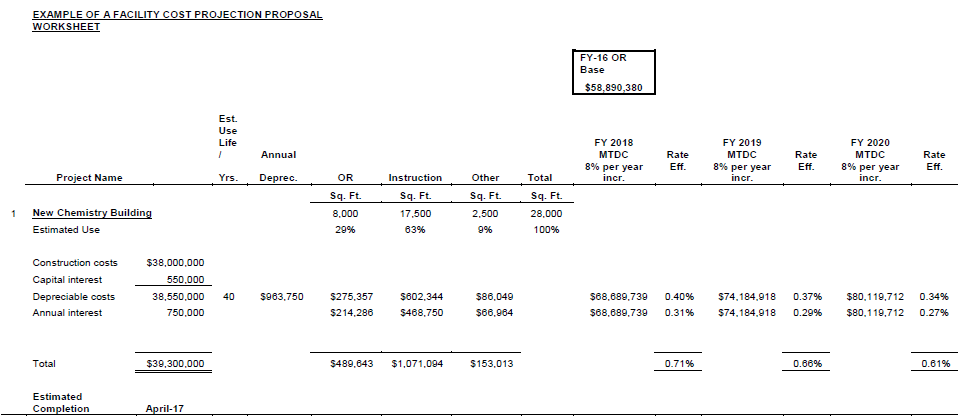 EXAMPLE OF A FACILITY COST PROJECTION PROPOSAL
WORKSHEET
FY-16 OR
Base
$58,890,380
Est.
Use
Life
/ Annual FY 2018 FY 2019 FY 2020
MTDC Rate MTDC Rate MTDC Rate
8% per year Eff. 8% per year Eff. 8% per year Eff.
Project Name Yrs. Deprec. OR Instruction Other Total incr. incr. incr.
Sq. Ft. Sq. Ft. Sq. Ft. Sq. Ft.
1 New Chemistry Building 8,000 17,500 2,500 28,000
Estimated Use 29% 63% 9% 100%
Construction costs $38,000,000
Capital interest 550,000
Depreciable costs 38,550,000 40 $963,750 $275,357 $602,344 $86,049 $68,689,739 0.40% $74,184,918 0.37% $80,119,712 0.34%
Annual interest 750,000 $214,286 $468,750 $66,964 $68,689,739 0.31% $74,184,918 0.29% $80,119,712 0.27%
Total $39,300,000 $489,643 $1,071,094 $153,013 0.71% 0.66% 0.61%
Estimated
Completion April-17